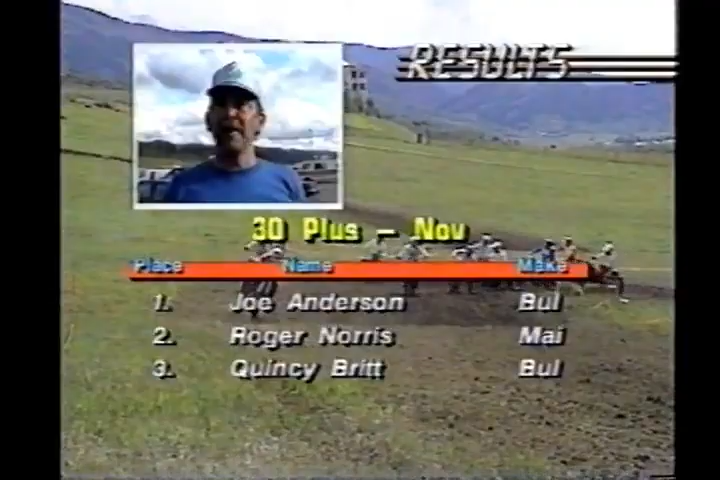 RESULTS
30 Plus - Nov
Place Name Make
1. Joe Anderson Bul
2. Roger Norris Mai
3. Quincy Britt Bul